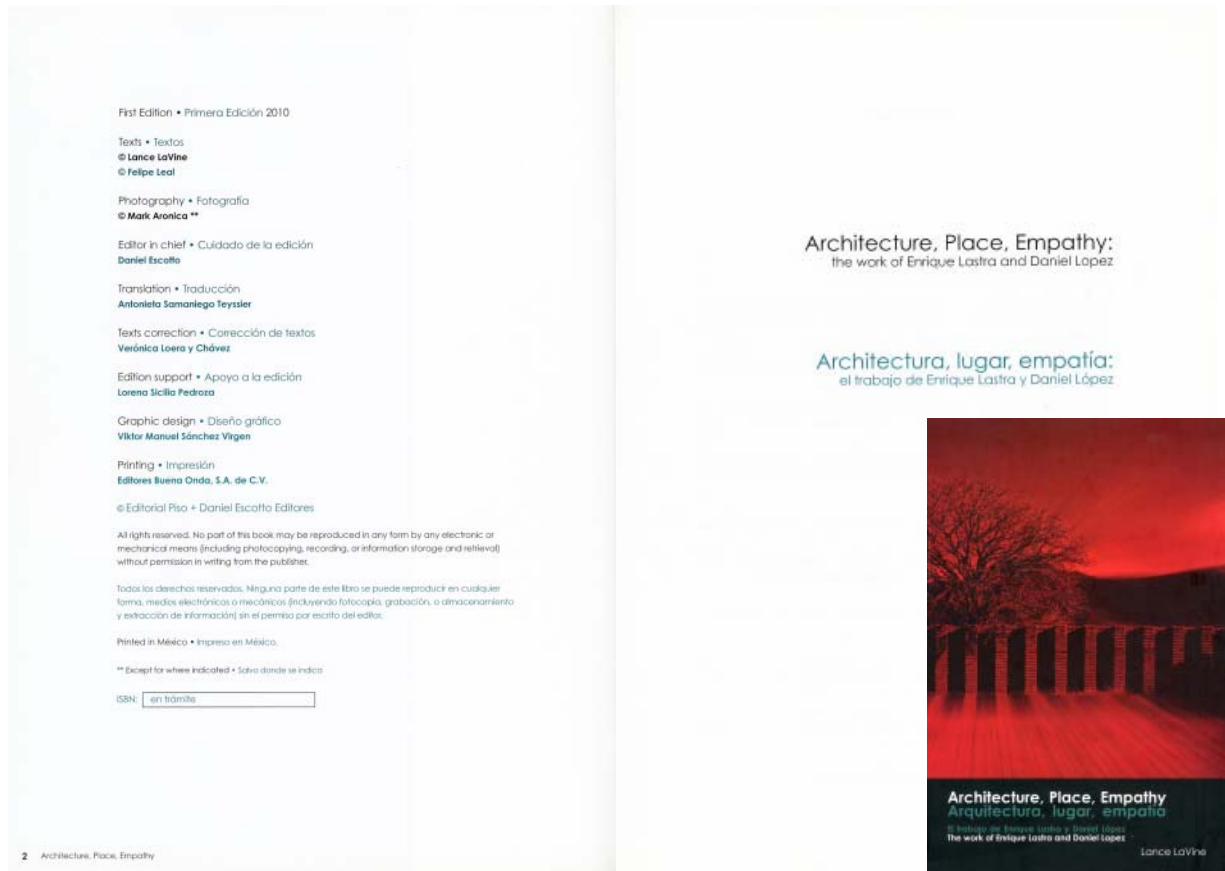 First Edition • Primera Edición 2010
Texts • Textos
© Lance LaVine
© Felipe Leal
Photography • Fotografía
© Mark Aronica **
Editor in chief • Cuidado de la edición
Daniel Escotto
Translation • Traducción
Antonieta Samaniego Teyssier
Texts correction • Corrección de textos
Verónica Loera y Chávez
Edition support • Apoyo a la edición
Lorena Sicilia Pedroza
Graphic design • Diseño gráfico
Viktor Manuel Sánchez Virgen
Printing • Impresión
Editores Buena Onda, S.A. de C.V.
© Editorial Piso + Daniel Escotto Editores
All rights reserved. No part of this book may be reproduced in any form by any electronic or
mechanical means (including photocopying, recording, or information storage and retrieval)
without permission in writing from the publisher.
Todos los derechos reservados. Ninguna parte de este libro se puede reproducir en cualquier
forma, medios electrónicos o mecánicos (incluyendo fotocopia, grabación, o almacenamiento
y extracción de información) sin el permiso por escrito del editor.
Printed in México • Impreso en México.
** Except for where indicated • Salvo donde se indica
ISBN: en trámite
2 Architecture, Place, Empathy
Architecture, Place, Empathy:
the work of Enrique Lastra and Daniel Lopez
Architectura, lugar, empatía:
el trabajo de Enrique Lastra y Daniel López
Architecture, Place, Empathy
Arquitectura, lugar, empatía
El trabajo de Enrique Lastra y Daniel López
The work of Enrique Lastra and Daniel Lopez
Lance LaVine